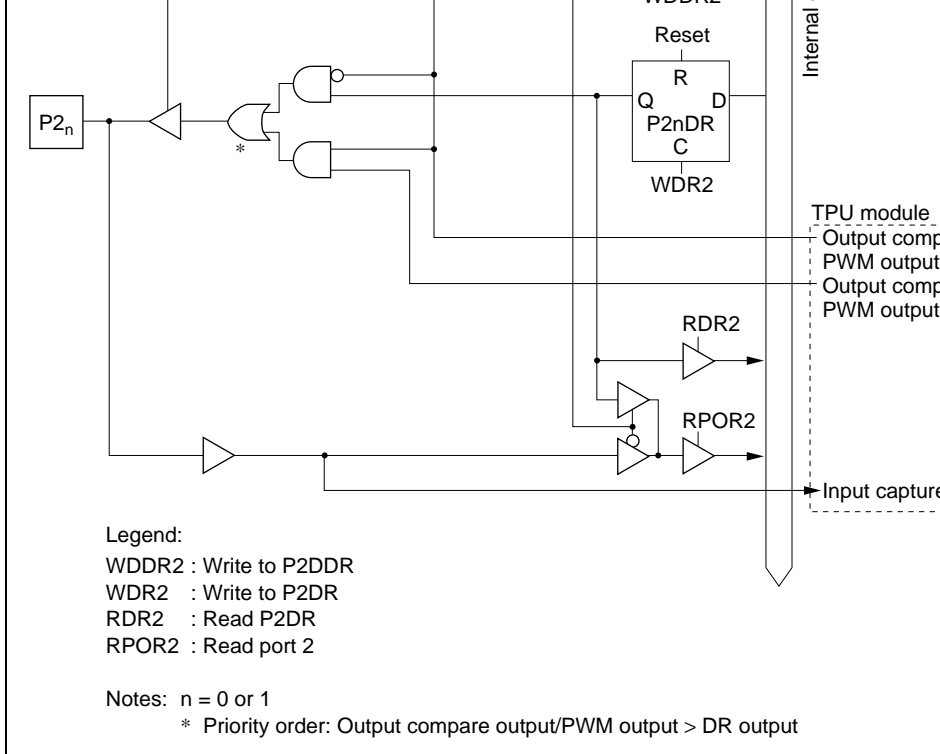 WDDR2
Internal
Reset
R
Q D
P2nDR
C
WDR2
P2n
*
TPU module
Output
PWM output
Output
PWM output
RDR2
RPOR2
Input capture
Legend:
WDDR2 : Write to P2DDR
WDR2 : Write to P2DR
RDR2 : Read P2DR
RPOR2 : Read port 2
Notes: n = 0 or 1
* Priority order: Output compare output/PWM output > DR output